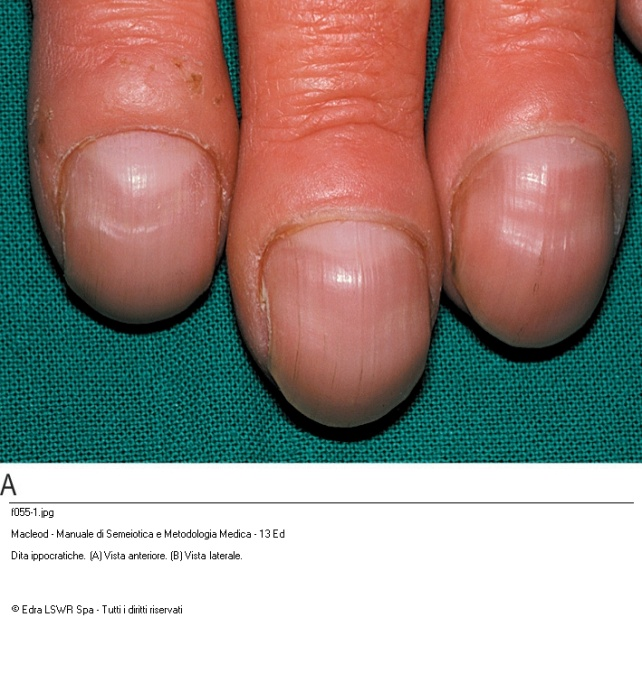 A
f055-1.jpg
Macleod - Manuale di Semeiotica e Metodologia Medica - 13 Ed
Dita ippocratiche. (A) Vista anteriore. (B) Vista laterale.
© Edra LSWR Spa - Tutti i diritti riservati